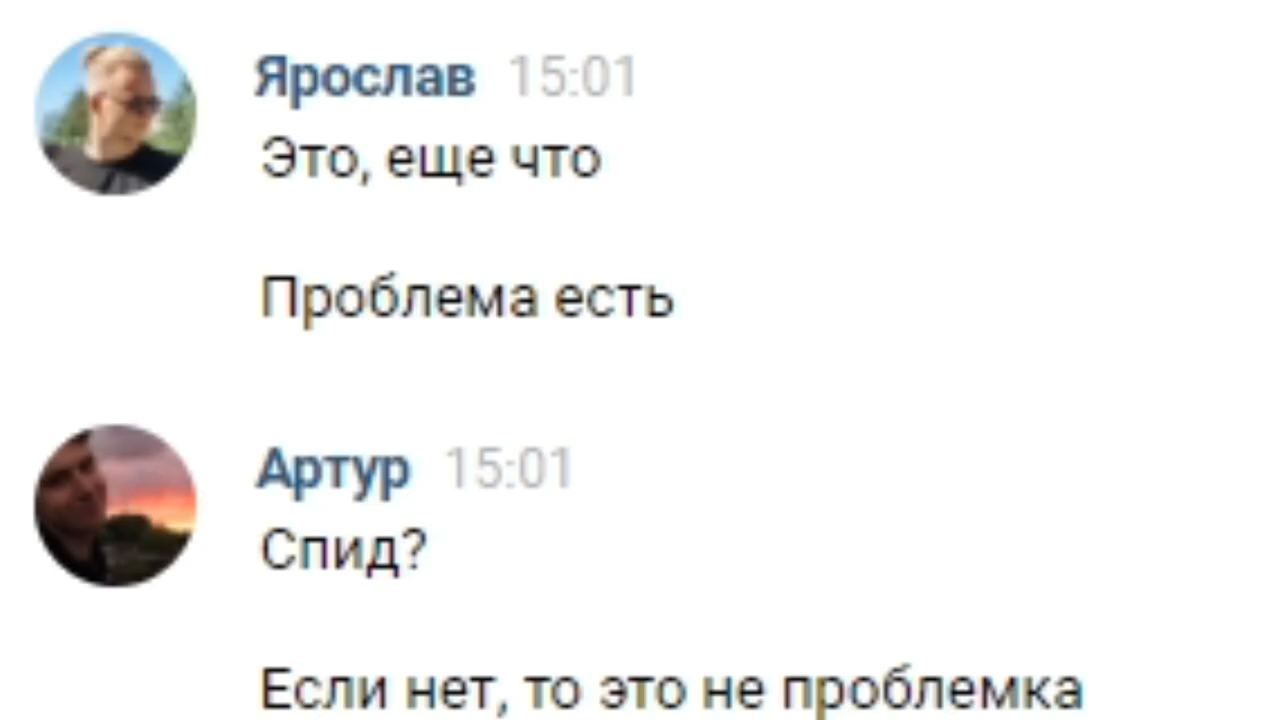 Ярослав 15:01
Это, еще что
Проблема есть
Артур 15:01
Спид?
Если нет, то это не проблемка